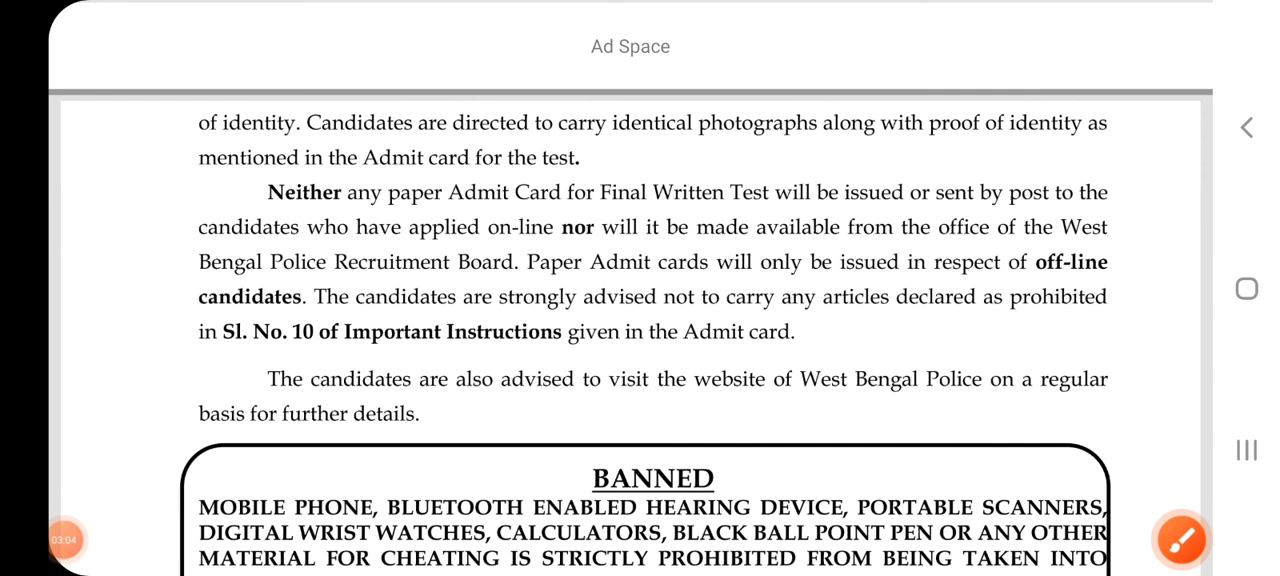 Ad Space
of identity. Candidates are directed to carry identical photographs along with proof of identity as
mentioned in the Admit card for the test.
Neither any paper Admit Card for Final Written Test will be issued or sent by post to the
candidates who have applied on-line nor will it be made available from the office of the West
Bengal Police Recruitment Board. Paper Admit cards will only be issued in respect of off-line
candidates. The candidates are strongly advised not to carry any articles declared as prohibited
in Sl. No. 10 of Important Instructions given in the Admit card.
The candidates are also advised to visit the website of West Bengal Police on a regular
basis for further details.
BANNED
MOBILE PHONE, BLUETOOTH ENABLED HEARING DEVICE, PORTABLE SCANNERS,
DIGITAL WRIST WATCHES, CALCULATORS, BLACK BALL POINT PEN OR ANY OTHER
MATERIAL FOR CHEATING IS STRICTLY PROHIBITED FROM BEING TAKEN INTO
03:04